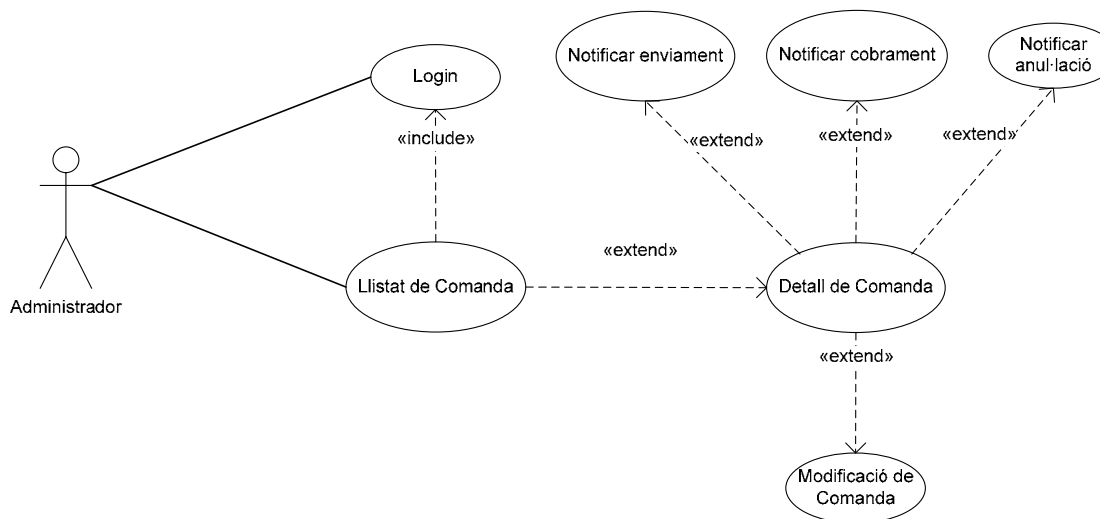 Notificar enviament
Notificar cobrament
Notificar
anul·lació
Login
«include»
«extend»
«extend»
«extend»
Administrador
Llistat de Comanda
«extend»
Detall de Comanda
«extend»
Modificació de
Comanda